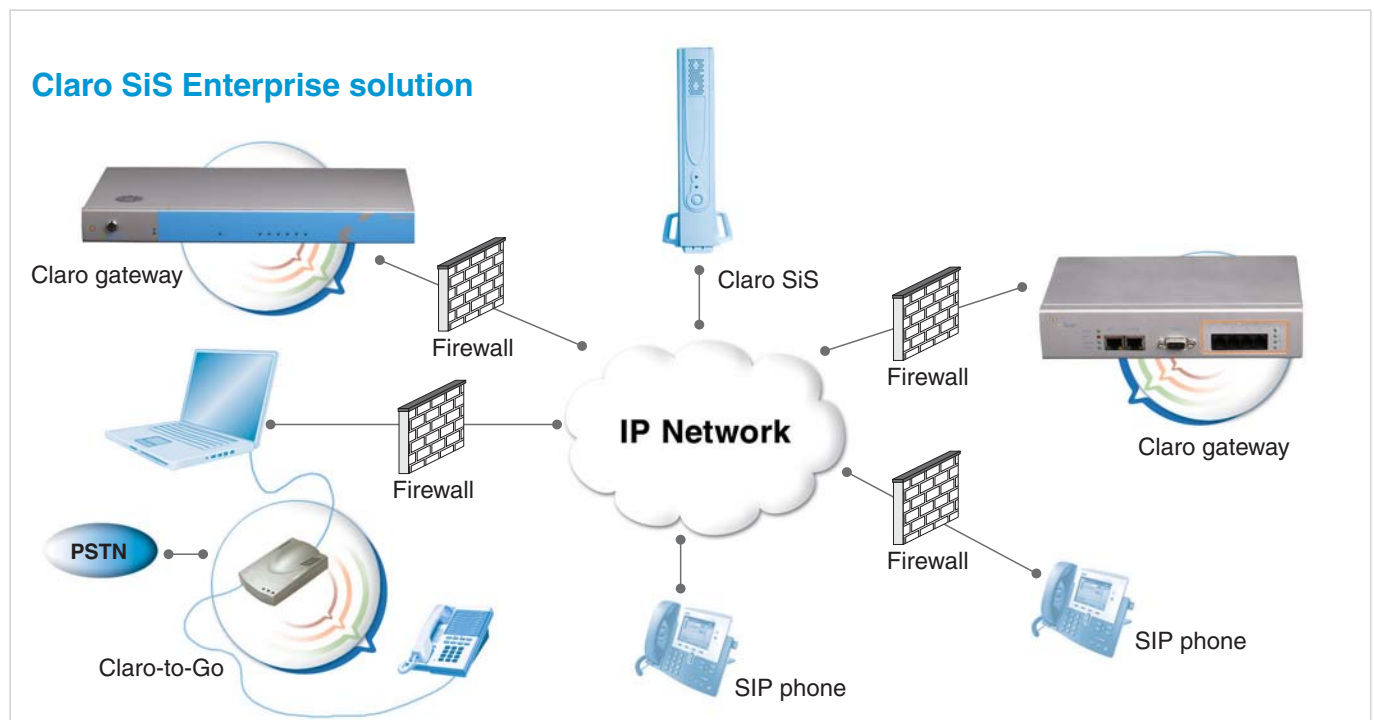 Claro SiS Enterprise solution
Claro gateway
Firewall
Claro SiS
Firewall
Claro gateway
Firewall
IP Network
Firewall
PSTN
Claro-to-Go
SIP phone
SIP phone